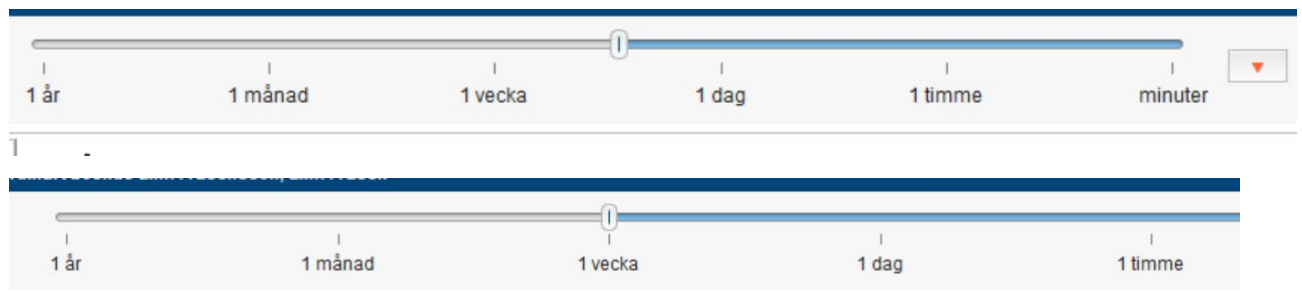 1 år 1 månad 1 vecka 1 dag 1 timme minuter
1 år 1 månad 1 vecka 1 dag 1 timme